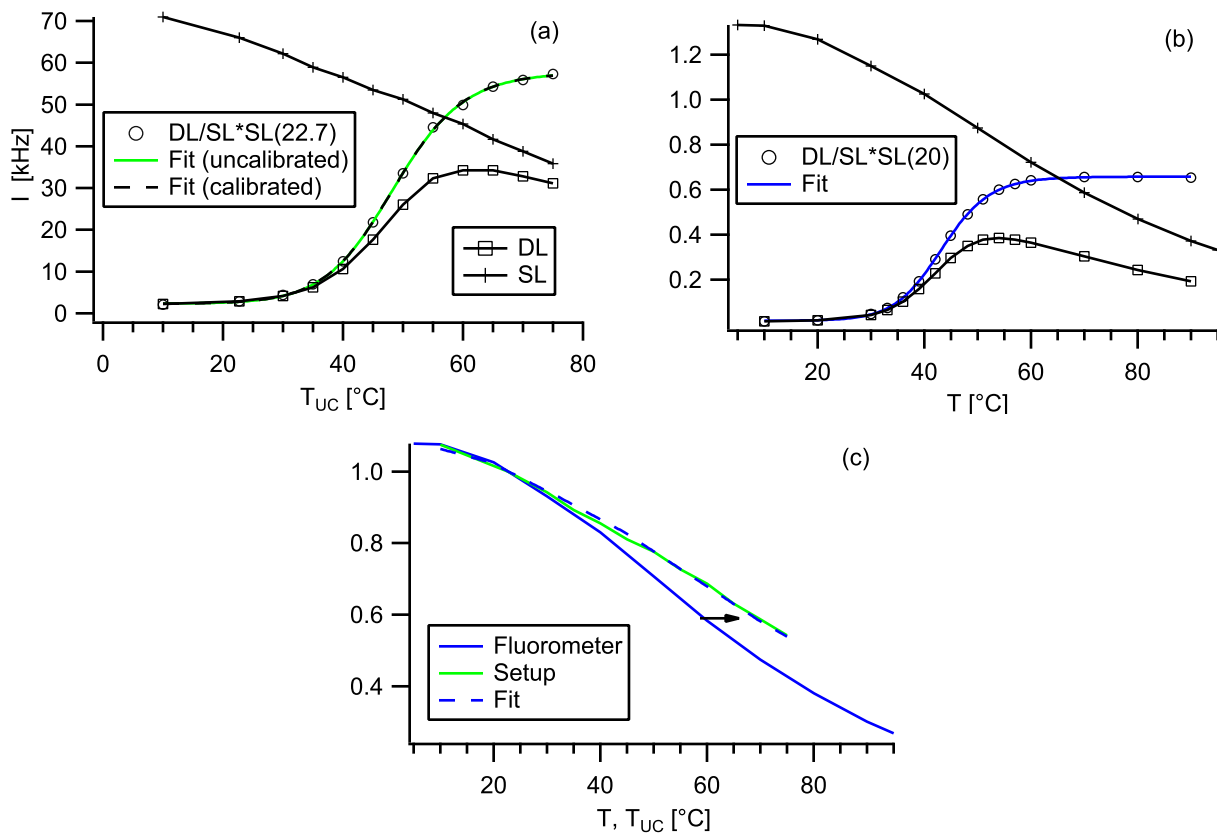 (a)
70
60
50
40
30
20
10
0
I [kHz]
DL/SL*SL(22.7)
Fit (uncalibrated)
Fit (calibrated)
DL
SL
0 20 40 60 80
T_UC [°C]
(b)
1.2
1.0
0.8
0.6
0.4
0.2
DL/SL*SL(20)
Fit
20 40 60 80
T [°C]
(c)
1.0
0.8
0.6
0.4
Fluorometer
Setup
Fit
20 40 60 80
T, T_UC [°C]